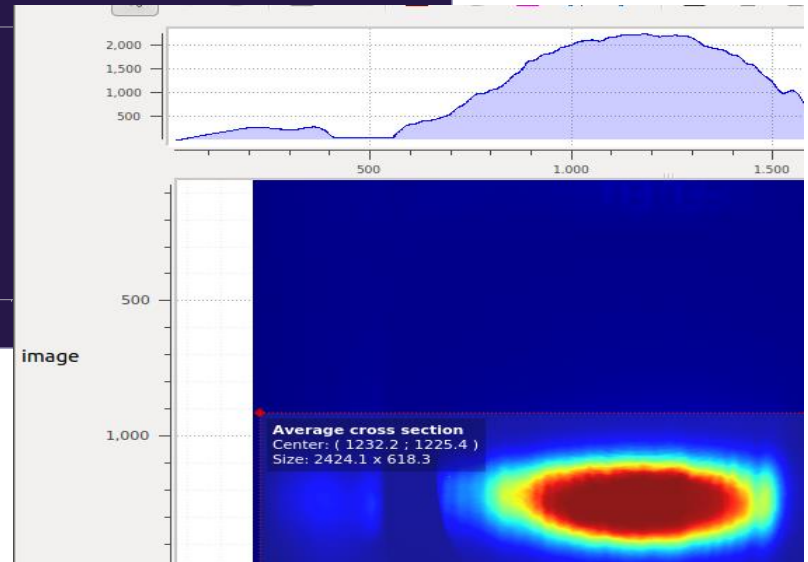 2,000
1,500
1,000
500
500 1.000 1.500
500
image
1,000
Average cross section
Center: ( 1232.2 ; 1225.4 )
Size: 2424.1 x 618.3